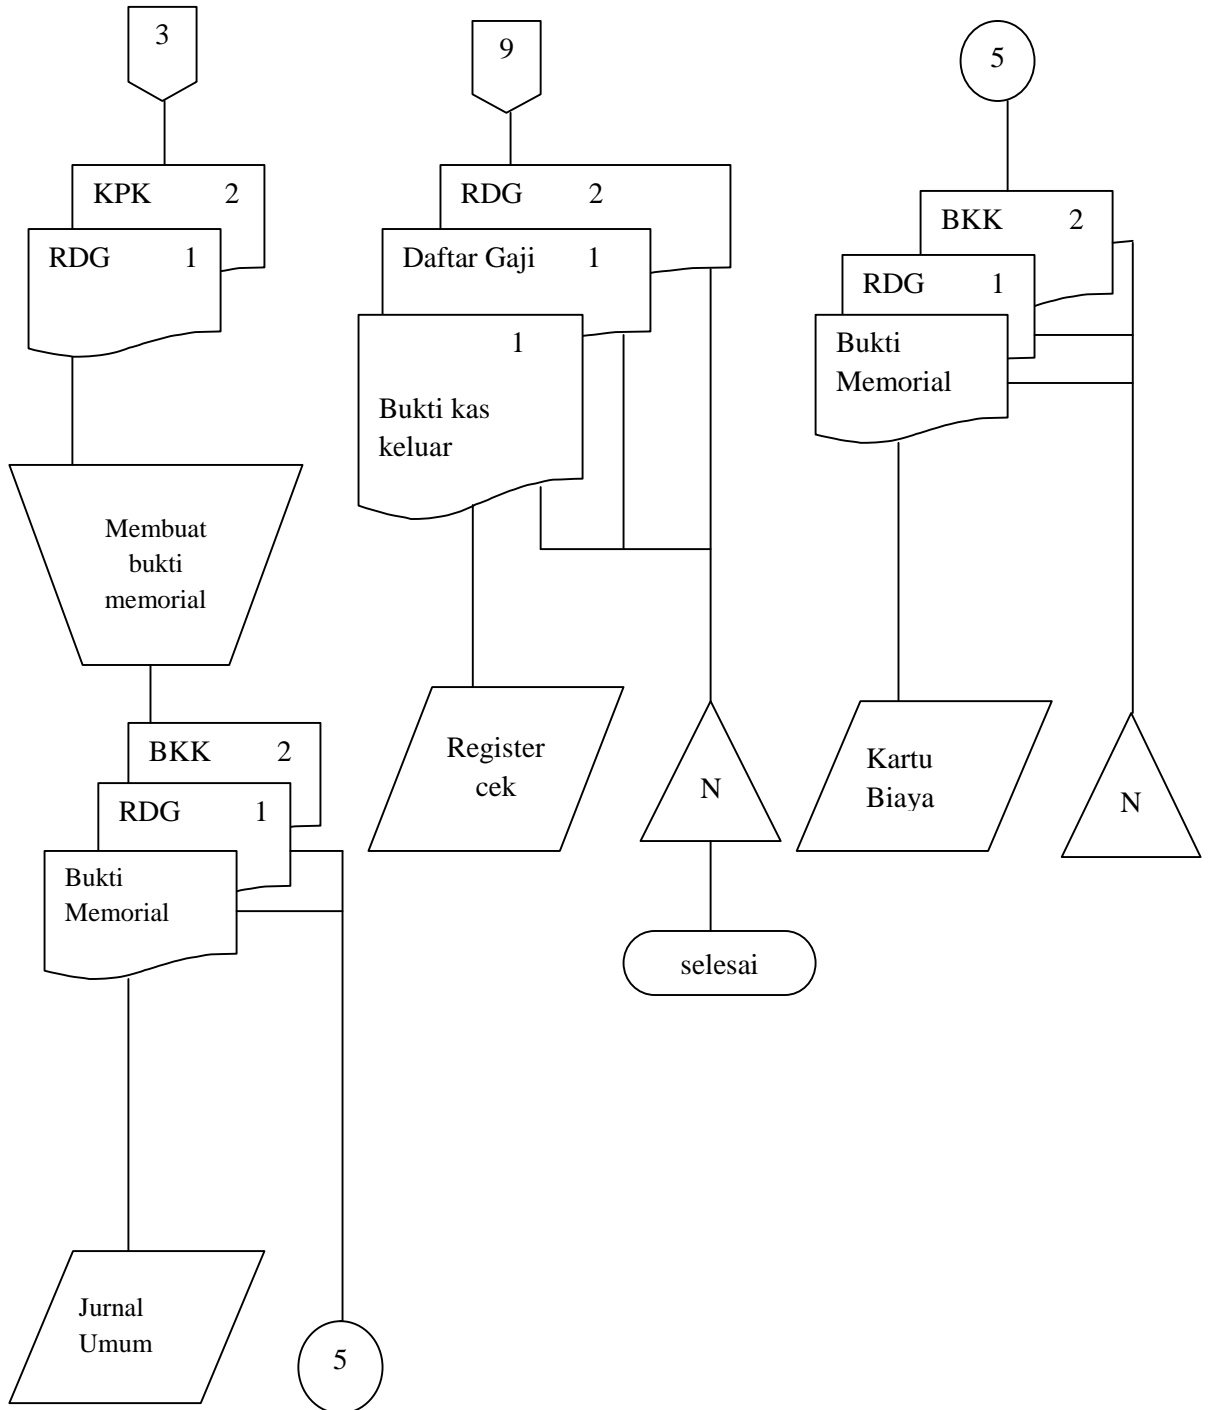 3
KPK 2
RDG 1
Membuat
bukti
memorial
BKK 2
RDG 1
Bukti
Memorial
Jurnal
Umum
5
9
RDG 2
Daftar Gaji 1
1
Bukti kas
keluar
Register
cek
N
selesai
5
BKK 2
RDG 1
Bukti
Memorial
Kartu
Biaya
N